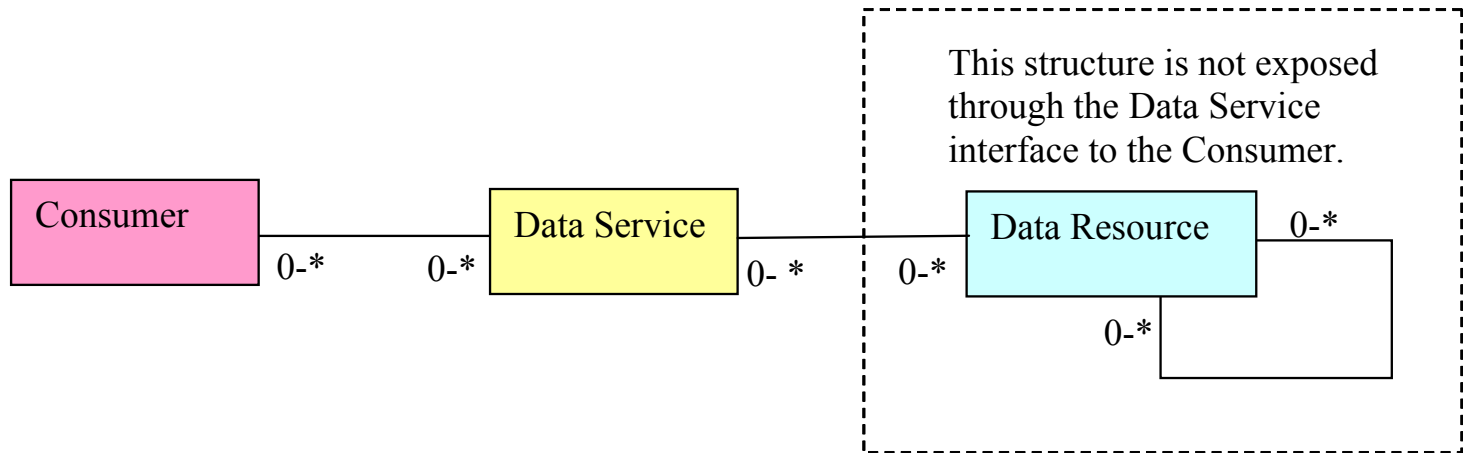 This structure is not exposed
through the Data Service
interface to the Consumer.
Consumer
Data Service
Data Resource
0-*
0-*
0-*
0- *
0-*
0-*